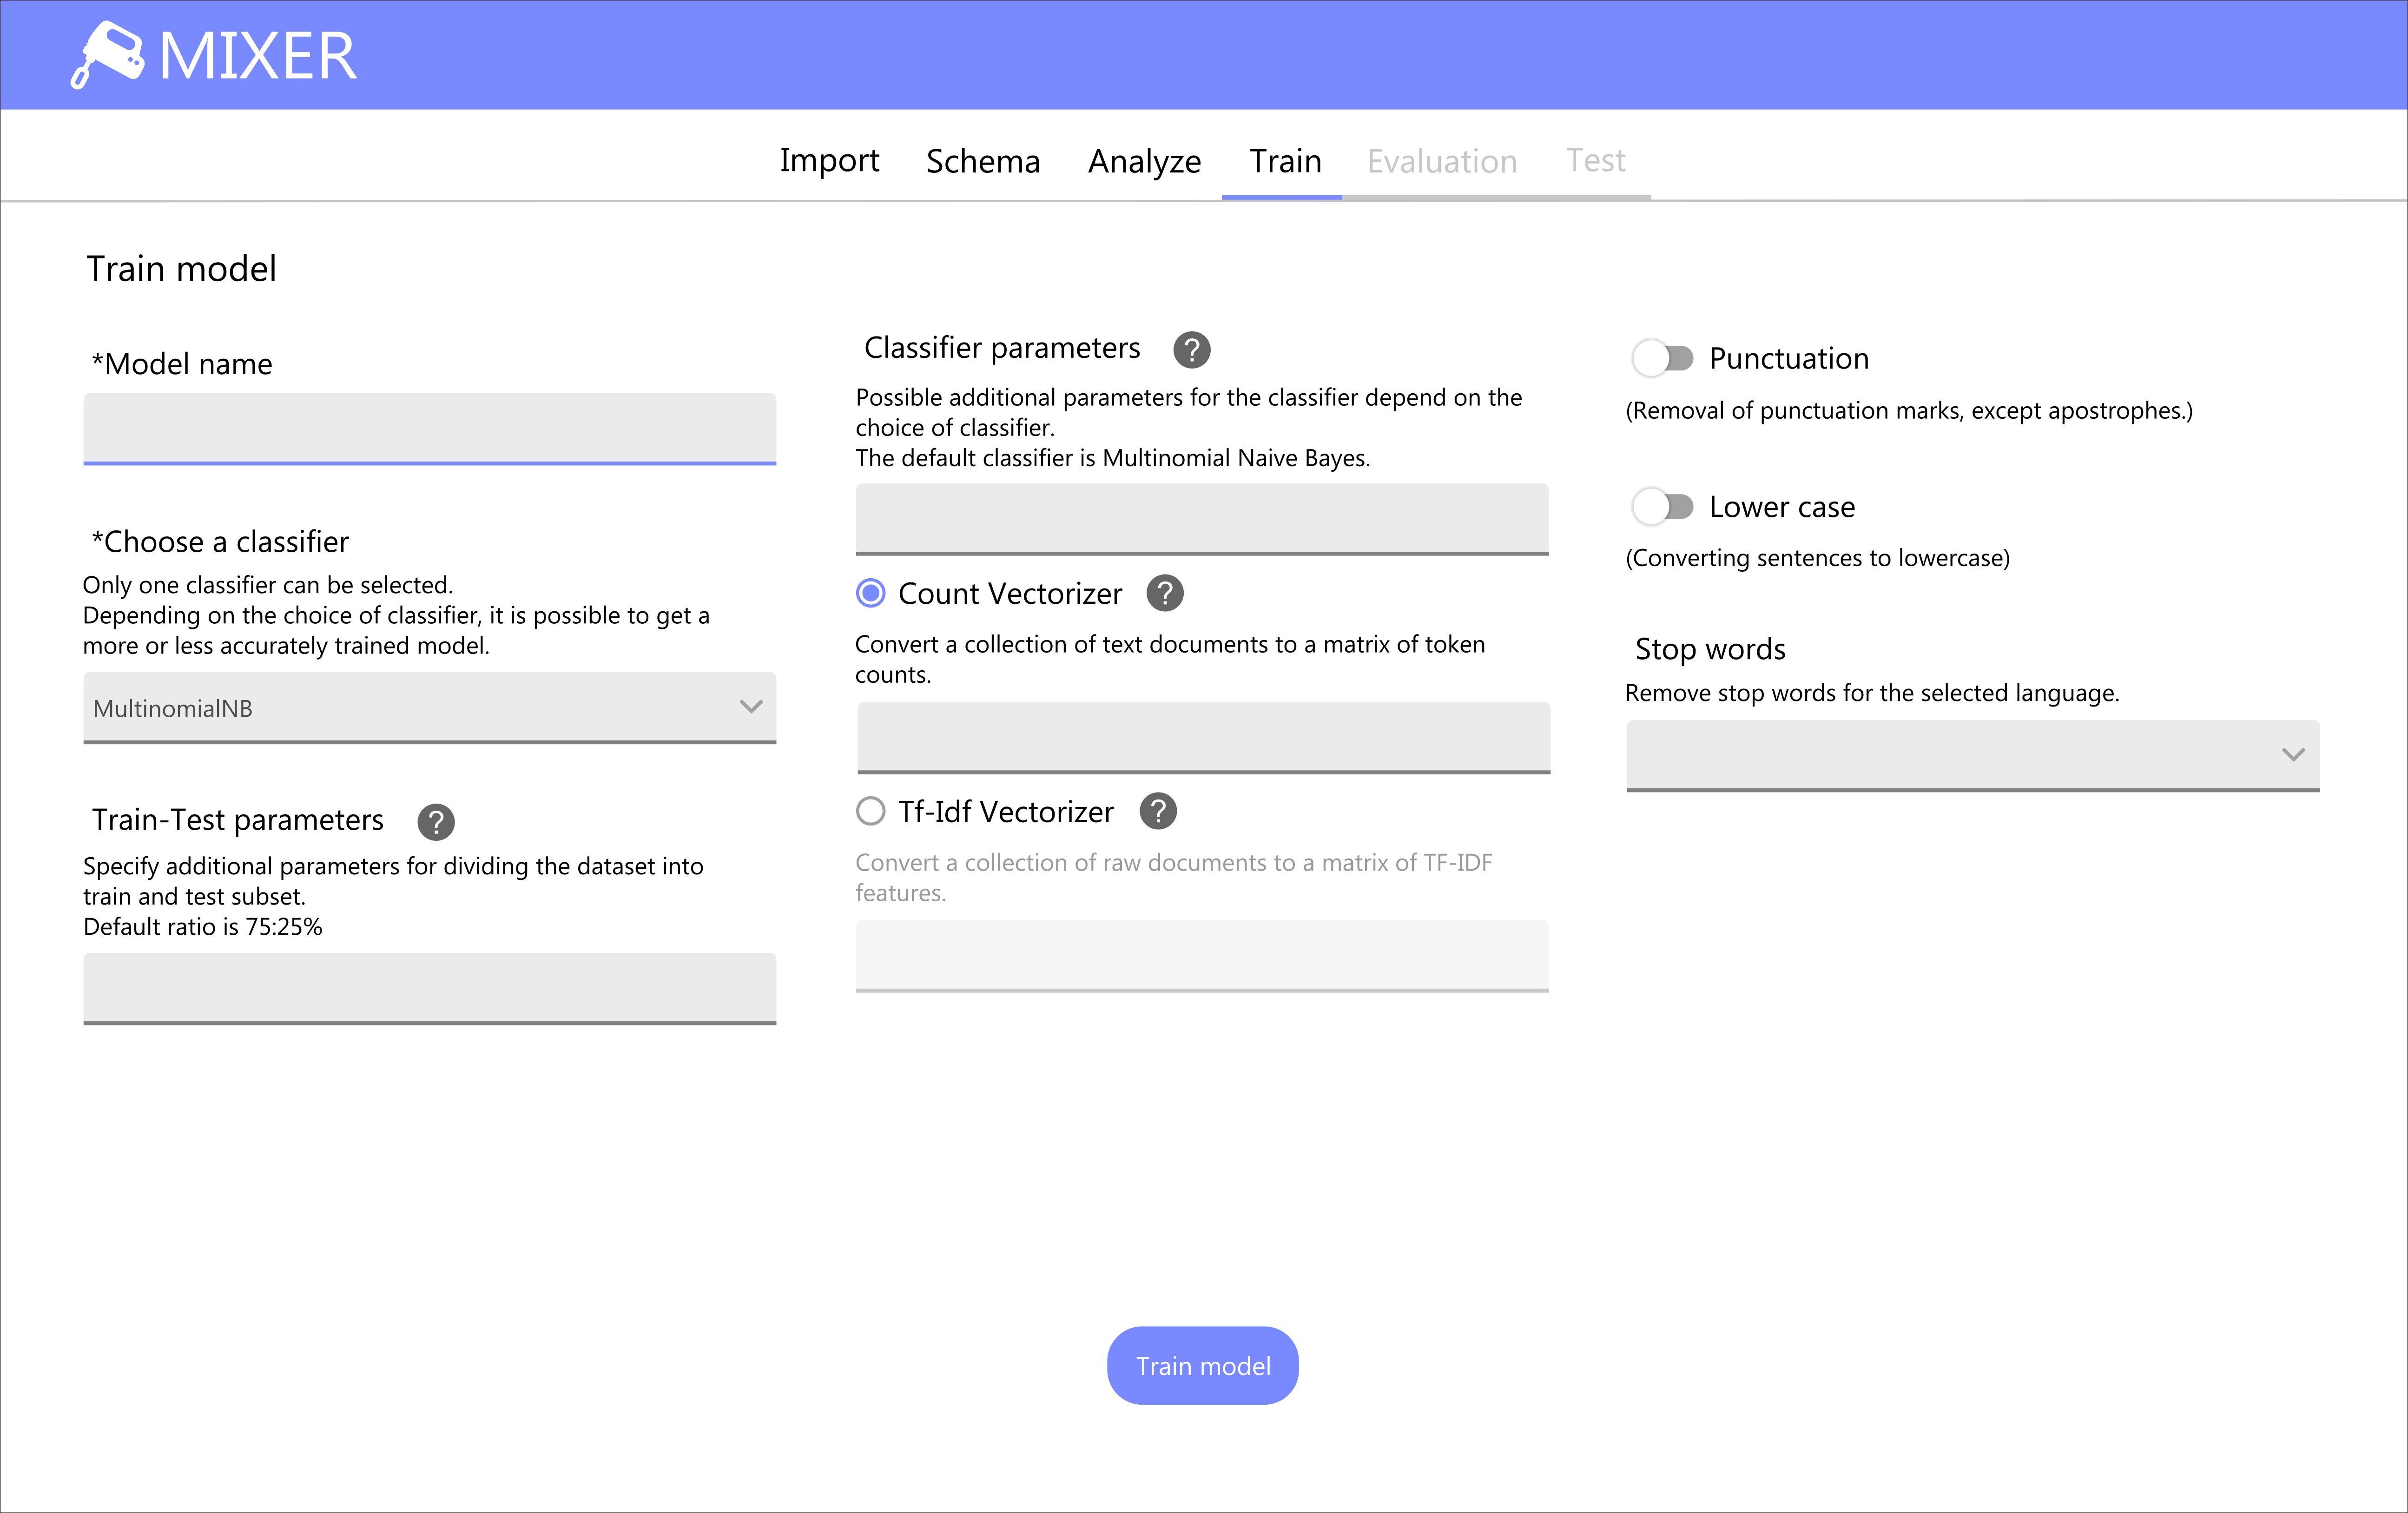 MIXER
Import Schema Analyze Train Evaluation Test
Train model
*Model name
*Choose a classifier
Only one classifier can be selected.
Depending on the choice of classifier, it is possible to get a
more or less accurately trained model.
MultinomialNB
Train-Test parameters ?
Specify additional parameters for dividing the dataset into
train and test subset.
Default ratio is 75:25%
Classifier parameters ?
Possible additional parameters for the classifier depend on the
choice of classifier.
The default classifier is Multinomial Naive Bayes.
Count Vectorizer ?
Convert a collection of text documents to a matrix of token
counts.
Tf-Idf Vectorizer ?
Convert a collection of raw documents to a matrix of TF-IDF
features.
Punctuation
(Removal of punctuation marks, except apostrophes.)
Lower case
(Converting sentences to lowercase)
Stop words
Remove stop words for the selected language.
Train model